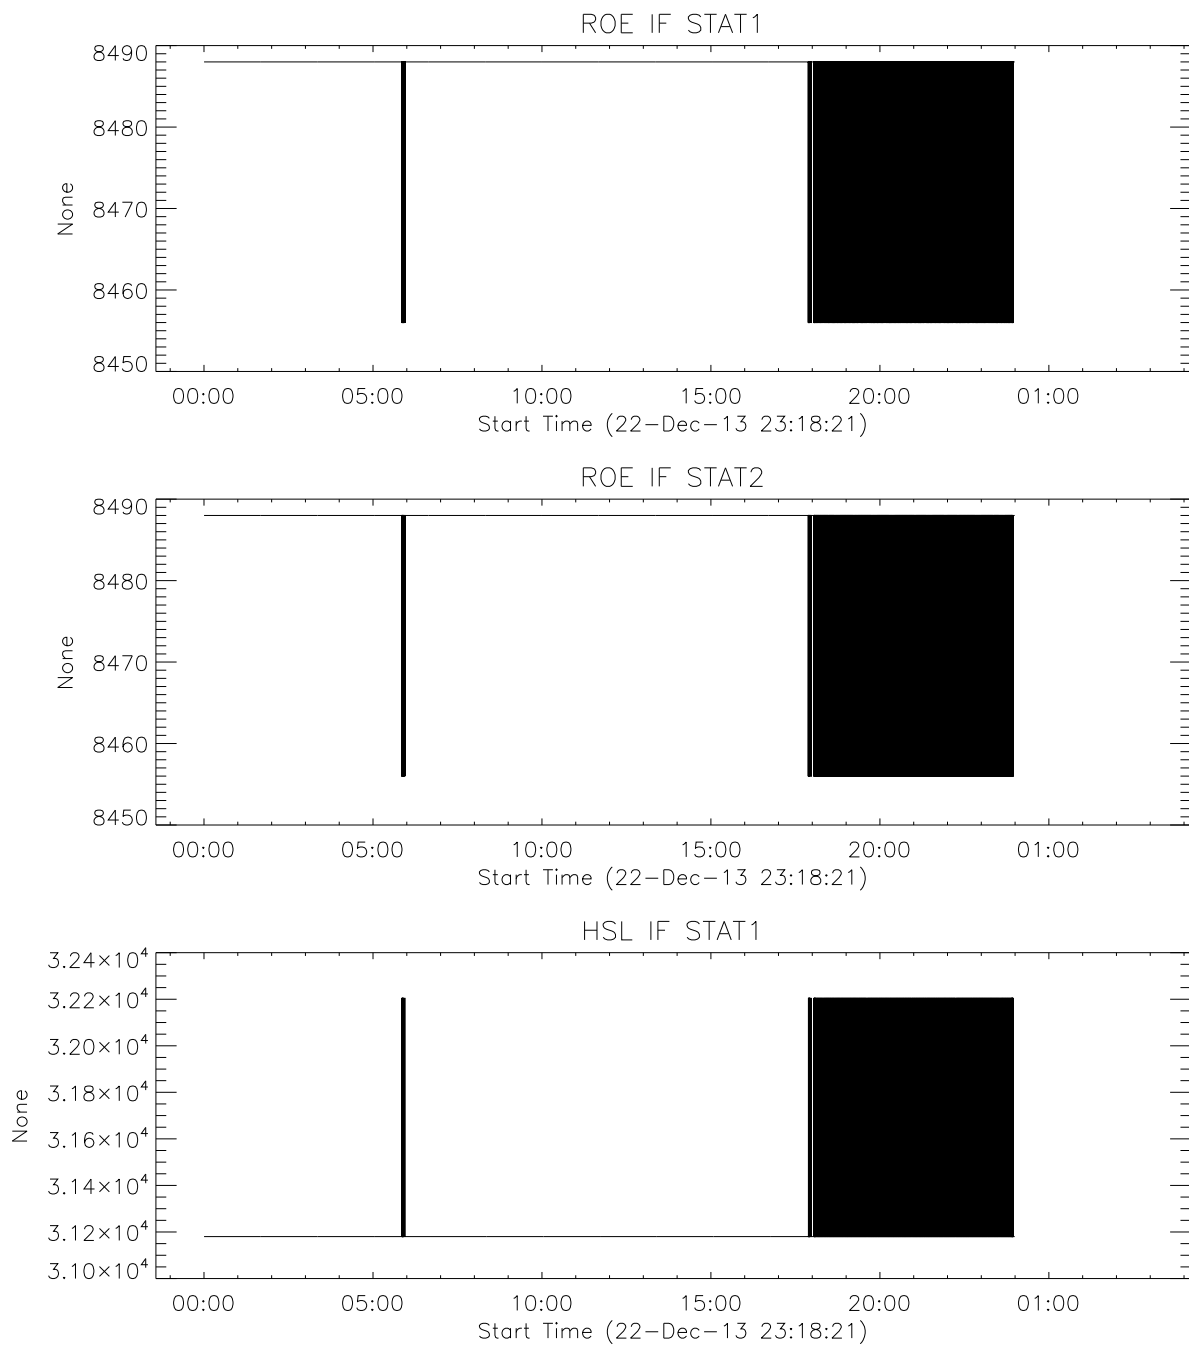 ROE IF STAT1
8490
8480
8470
8460
8450
None
00:00 05:00 10:00 15:00 20:00 01:00
Start Time (22-Dec-13 23:18:21)
ROE IF STAT2
8490
8480
8470
8460
8450
None
00:00 05:00 10:00 15:00 20:00 01:00
Start Time (22-Dec-13 23:18:21)
HSL IF STAT1
3.24×10⁴
3.22×10⁴
3.20×10⁴
3.18×10⁴
3.16×10⁴
3.14×10⁴
3.12×10⁴
3.10×10⁴
None
00:00 05:00 10:00 15:00 20:00 01:00
Start Time (22-Dec-13 23:18:21)